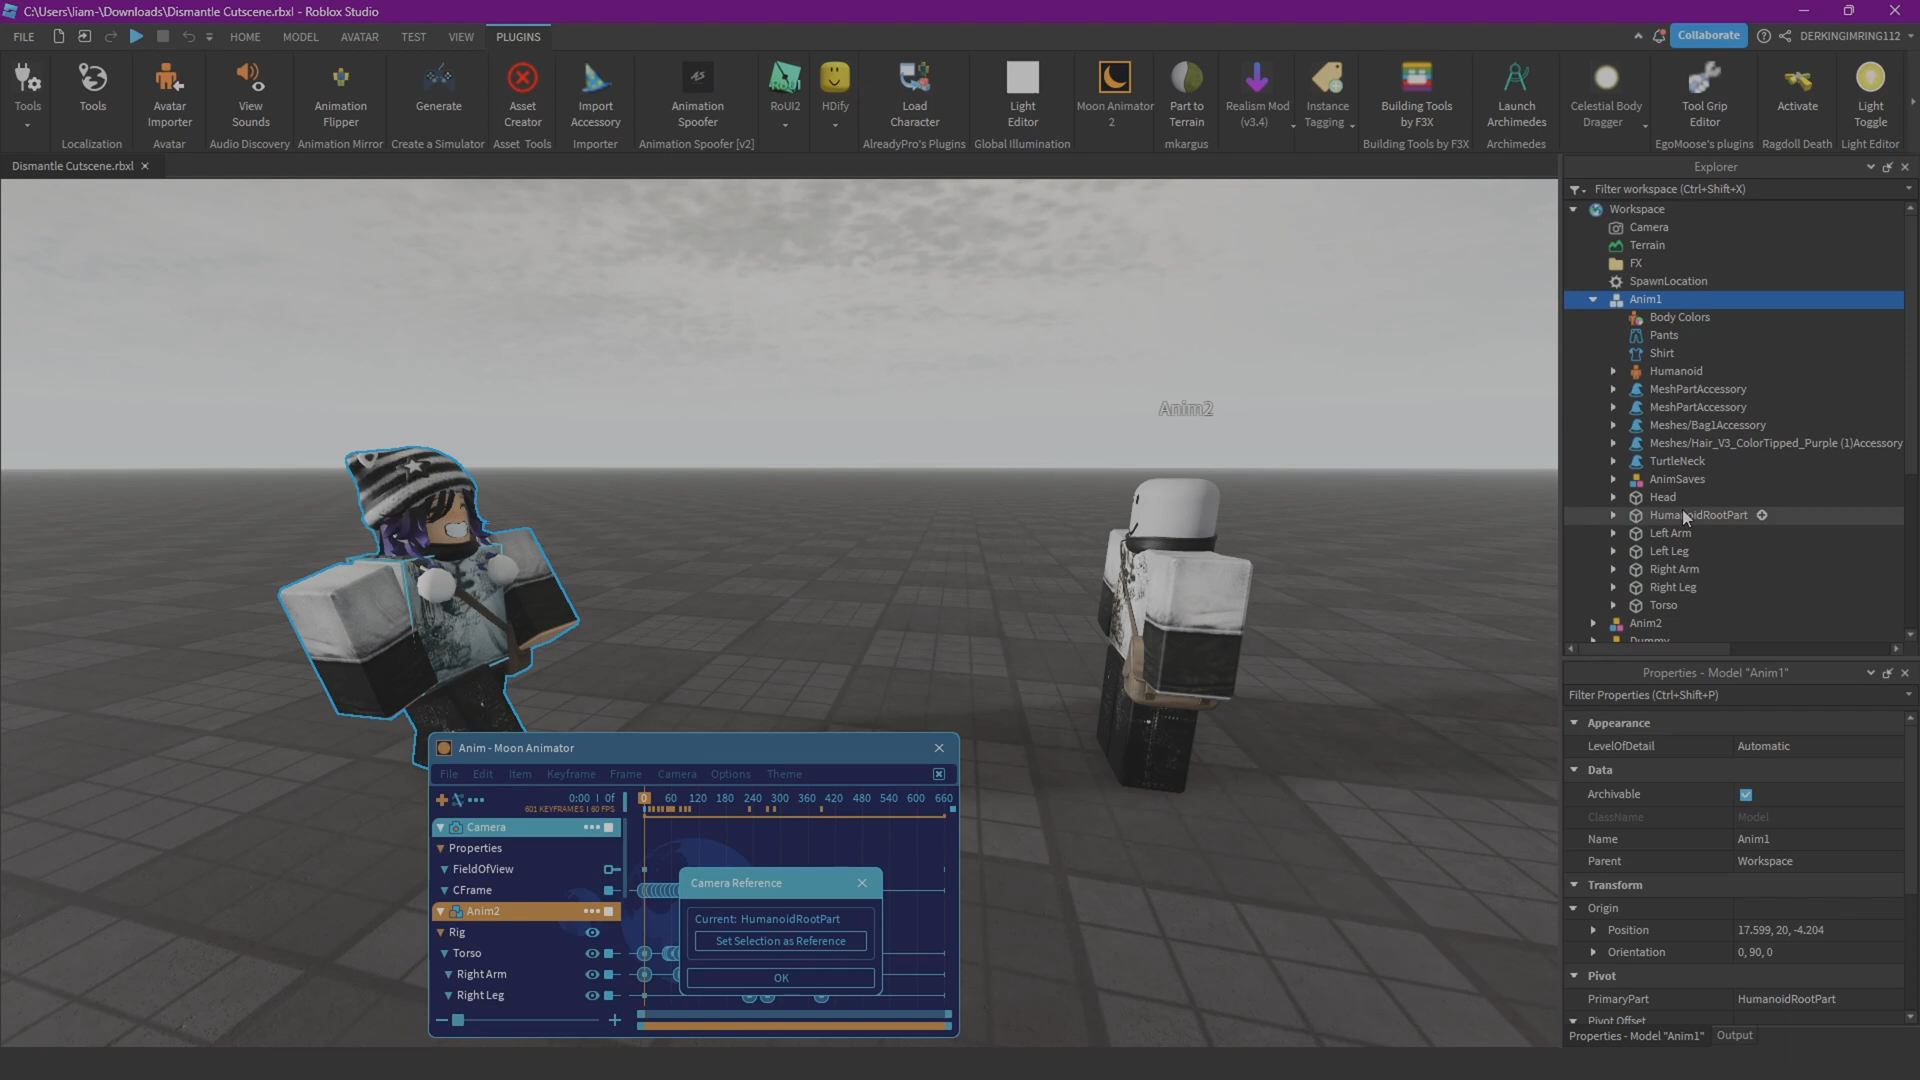 C:\Users\liam-\Downloads\Dismantle Cutscene.rbxl - Roblox Studio
FILE HOME MODEL AVATAR TEST VIEW PLUGINS Collaborate DERKINGIMRING112
Tools Tools Avatar Importer View Sounds Animation Flipper Generate Asset Creator Import Accessory Animation Spoofer RoUI2 HDify Load Character Light Editor Moon Animator 2 Part to Terrain Realism Mod (v3.4) Instance Tagging Building Tools by F3X Launch Archimedes Celestial Body Dragger Tool Grip Editor Activate Light Toggle
Localization Avatar Audio Discovery Animation Mirror Create a Simulator Asset Tools Importer Animation Spoofer [v2] AlreadyPro's Plugins Global Illumination mkargus Building Tools by F3X Archimedes EgoMoose's plugins Ragdoll Death Light Editor
Dismantle Cutscene.rbxl
Anim2
Explorer
Filter workspace (Ctrl+Shift+X)
Workspace
Camera
Terrain
FX
SpawnLocation
Anim1
Body Colors
Pants
Shirt
Humanoid
MeshPartAccessory
MeshPartAccessory
Meshes/Bag1Accessory
Meshes/Hair_V3_ColorTipped_Purple (1)Accessory
TurtleNeck
AnimSaves
Head
HumanoidRootPart
Left Arm
Left Leg
Right Arm
Right Leg
Torso
Anim2
Dummy
Properties - Model "Anim1"
Filter Properties (Ctrl+Shift+P)
Appearance
LevelOfDetail Automatic
Data
Archivable
ClassName Model
Name Anim1
Parent Workspace
Transform
Origin
Position 17.599, 20, -4.204
Orientation 0, 90, 0
Pivot
PrimaryPart HumanoidRootPart
Pivot Offset
Properties - Model "Anim1" Output
Anim - Moon Animator
File Edit Item Keyframe Frame Camera Options Theme
0:00 | 0f 0 60 120 180 240 300 360 420 480 540 600 660
601 KEYFRAMES | 60 FPS
Camera
Properties
FieldOfView
CFrame
Anim2
Rig
Torso
Right Arm
Right Leg
Camera Reference
Current: HumanoidRootPart
Set Selection as Reference
OK